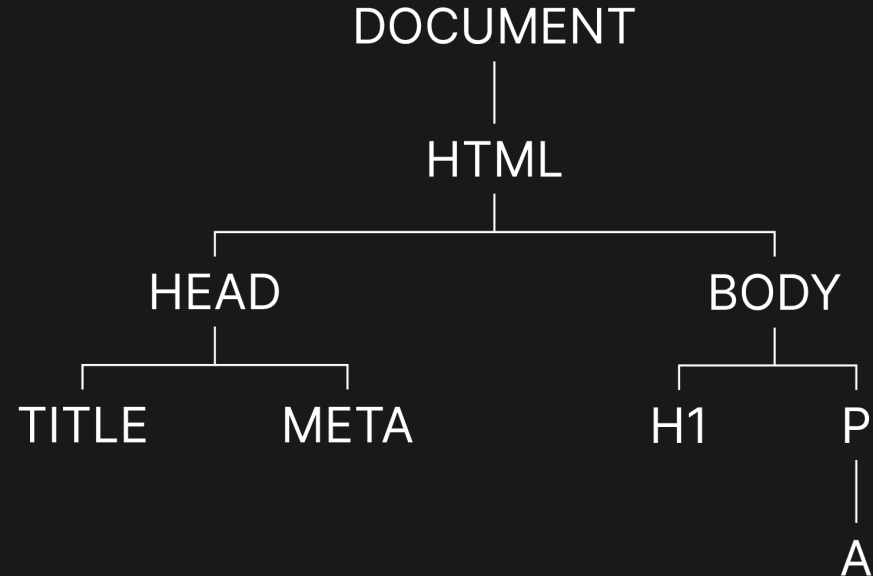 DOCUMENT
HTML
HEAD BODY
TITLE META H1 P
A